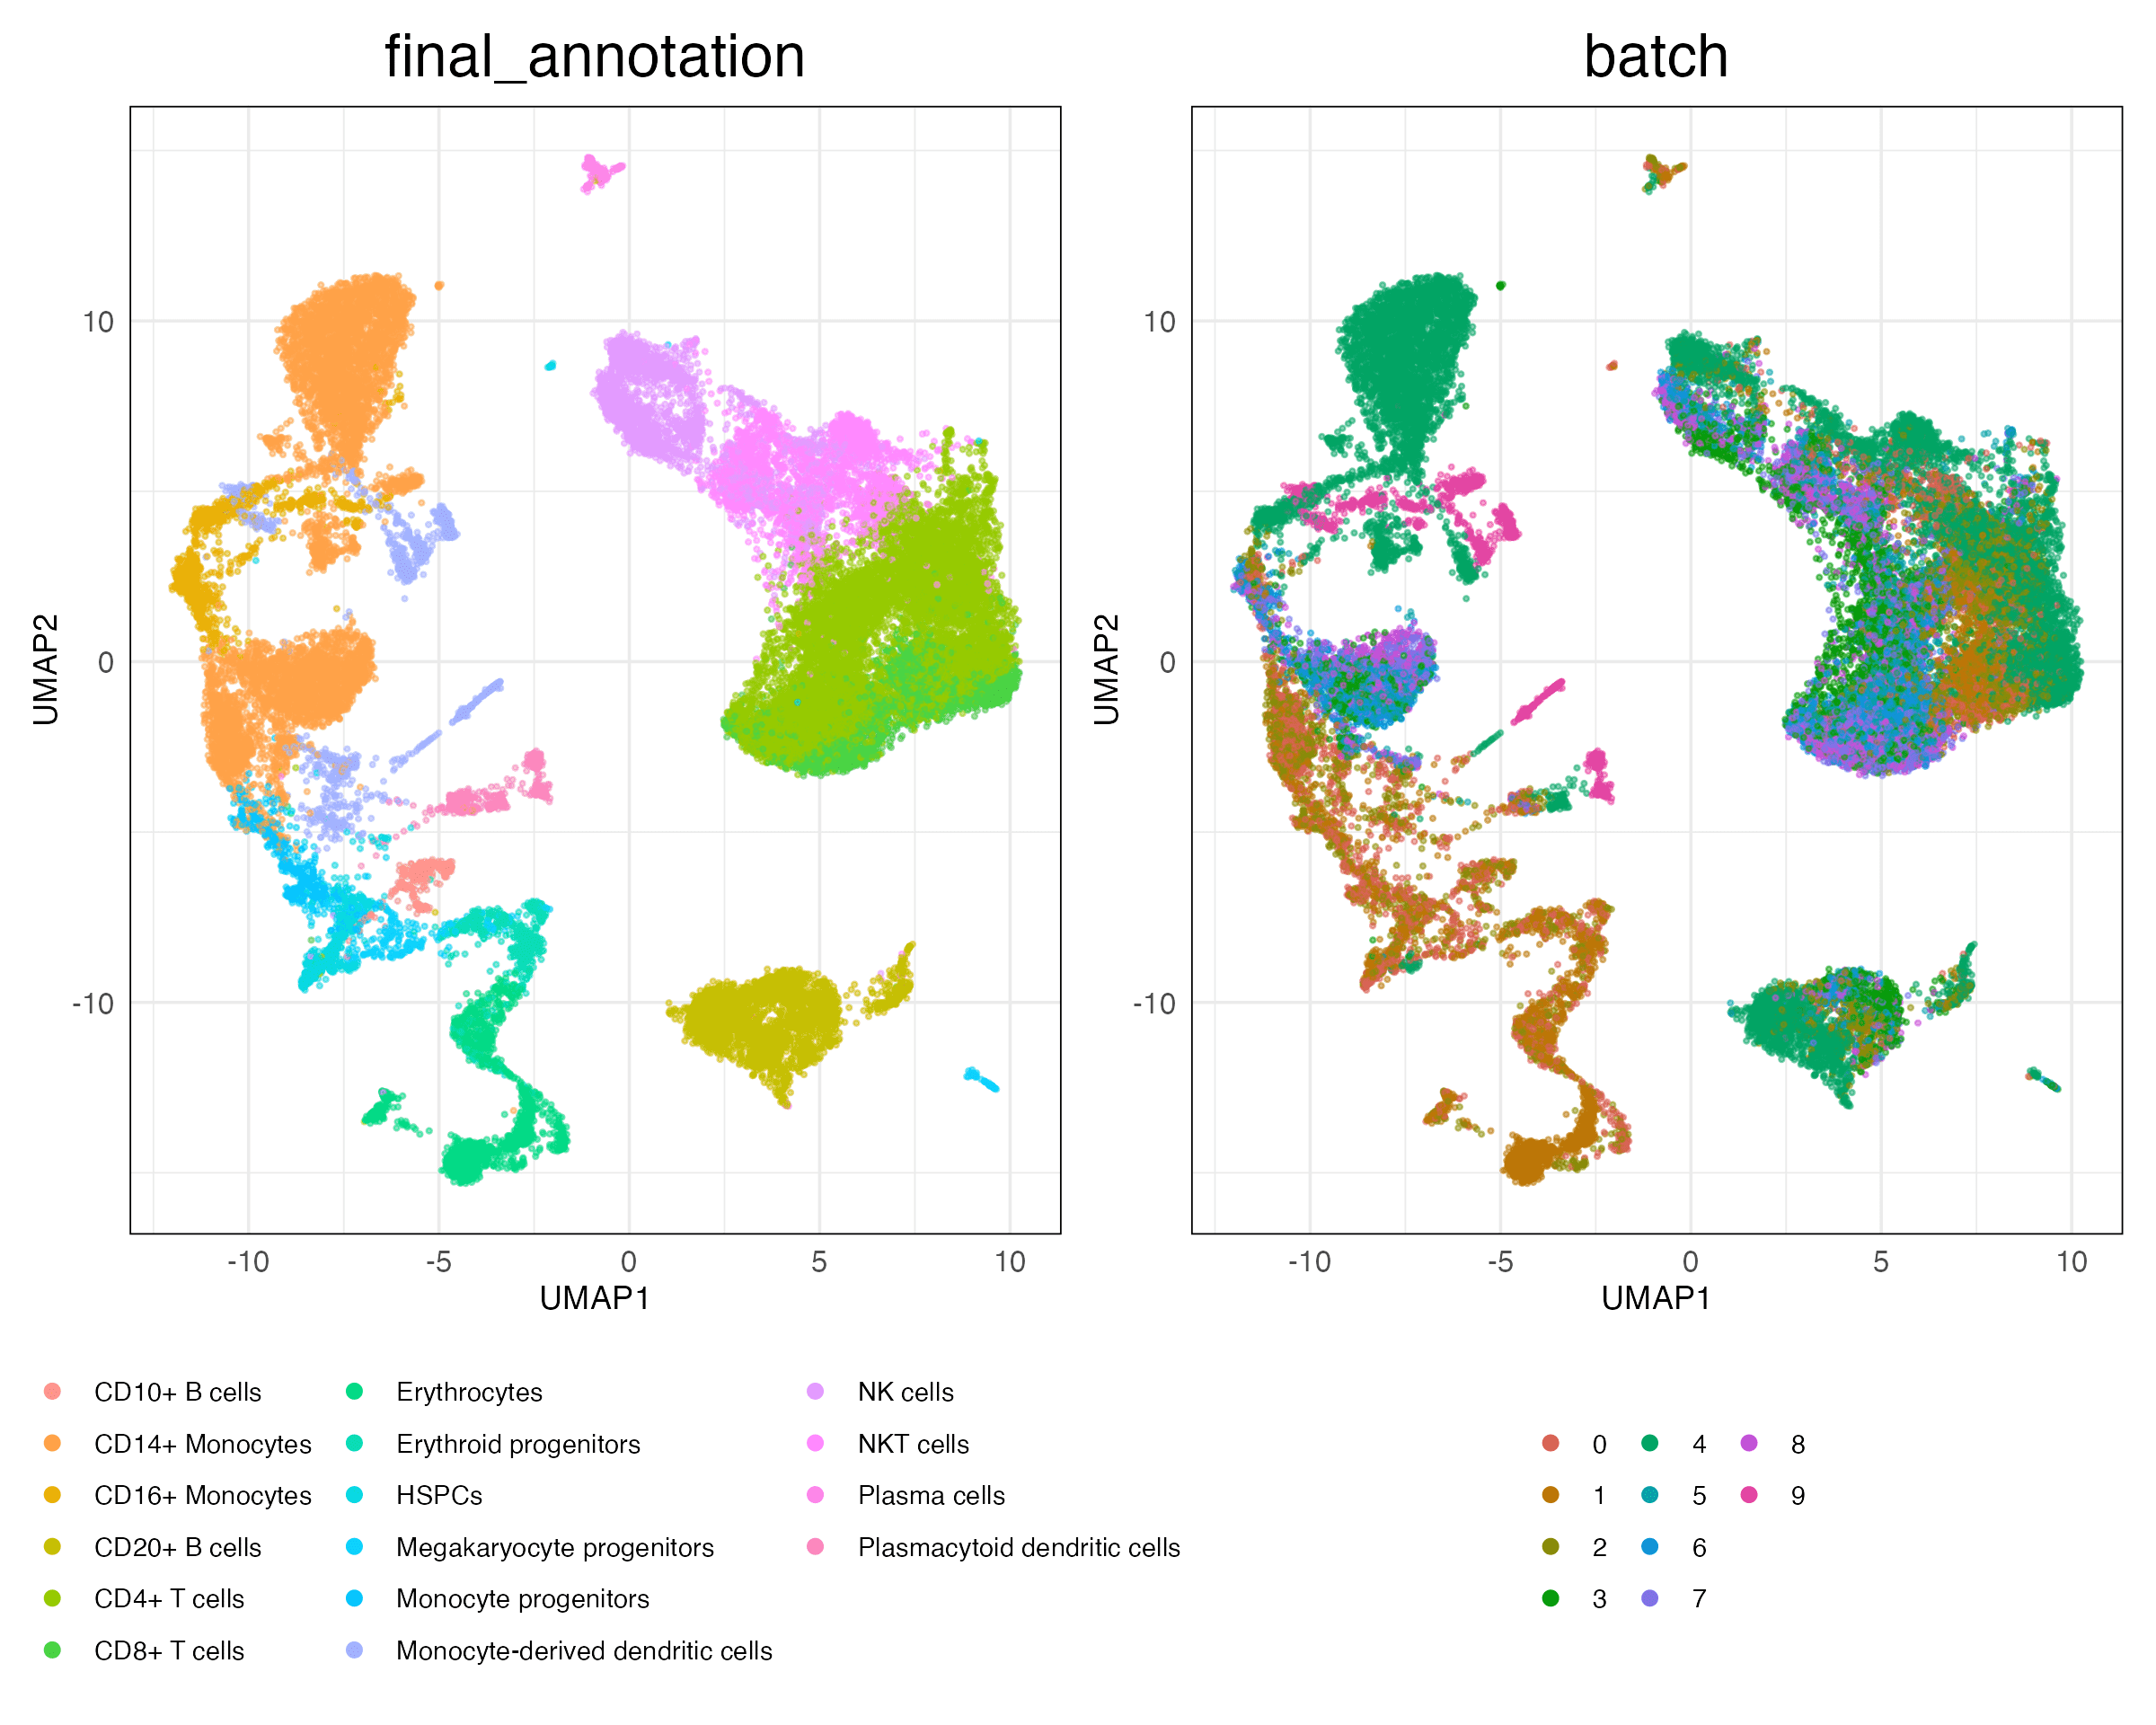 final_annotation
batch
10
0
-10
UMAP2
-10 -5 0 5 10
UMAP1
10
0
-10
UMAP2
-10 -5 0 5 10
UMAP1
CD10+ B cells
CD14+ Monocytes
CD16+ Monocytes
CD20+ B cells
CD4+ T cells
CD8+ T cells
Erythrocytes
Erythroid progenitors
HSPCs
Megakaryocyte progenitors
Monocyte progenitors
Monocyte-derived dendritic cells
NK cells
NKT cells
Plasma cells
Plasmacytoid dendritic cells
0
1
2
3
4
5
6
7
8
9